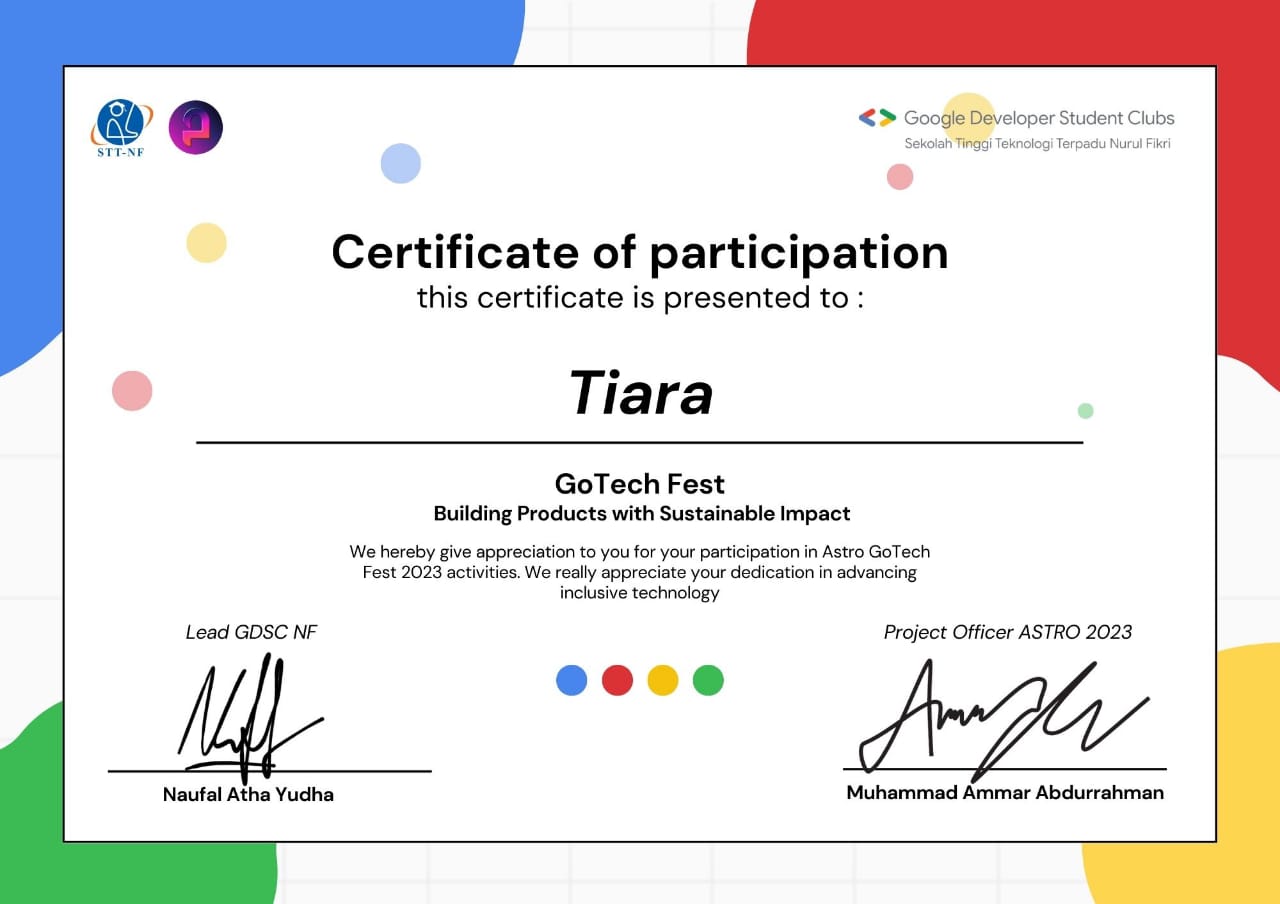 STT-NF
Google Developer Student Clubs
Sekolah Tinggi Teknologi Terpadu Nurul Fikri
Certificate of participation
this certificate is presented to :
Tiara
GoTech Fest
Building Products with Sustainable Impact
We hereby give appreciation to you for your participation in Astro GoTech
Fest 2023 activities. We really appreciate your dedication in advancing
inclusive technology
Lead GDSC NF
Naufal Atha Yudha
Project Officer ASTRO 2023
Muhammad Ammar Abdurrahman